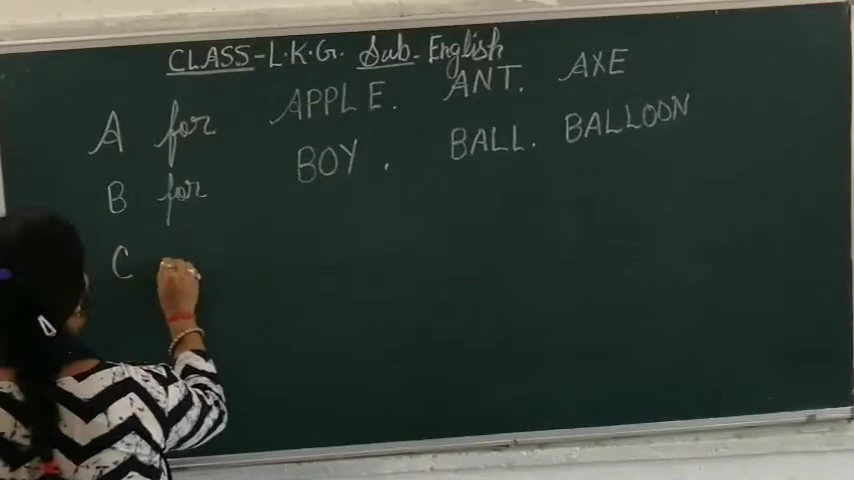 CLASS-L.K.G. Sub- English
A for APPLE. ANT. AXE
B for BOY. BALL. BALLOON
C